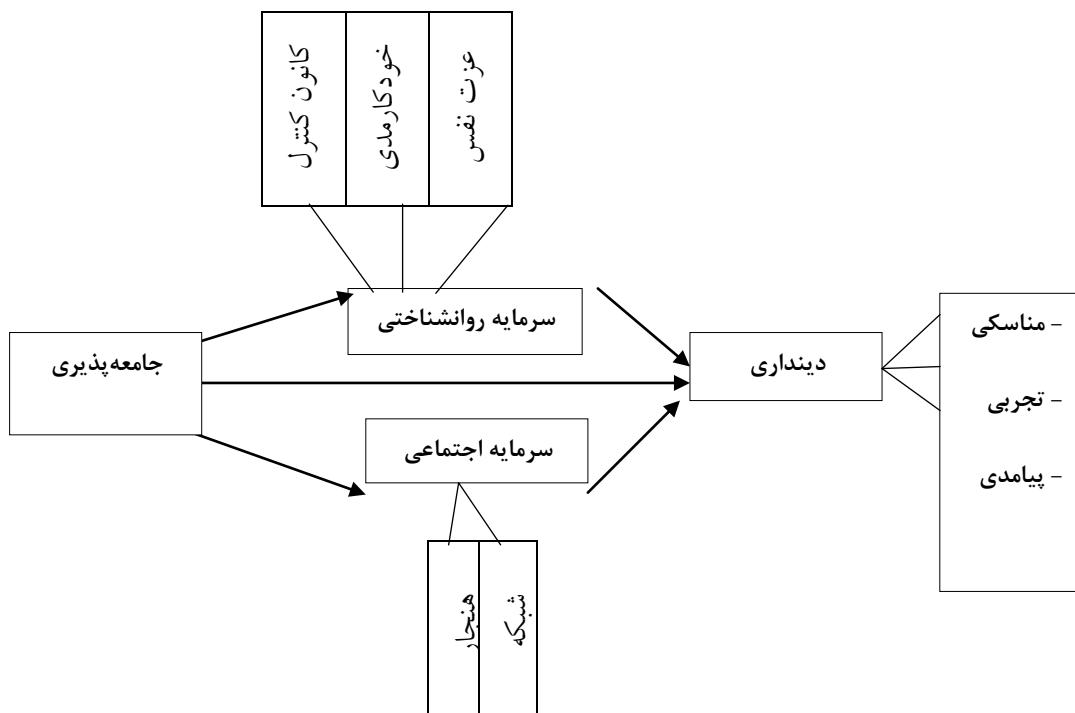 عزت نفس
خودکارمدی
کانون کنترل
سرمایه روانشناختی
– مناسکی
جامعه‌پذیری
دینداری
– تجربی
سرمایه اجتماعی
– پیامدی
شبکه
هنجار